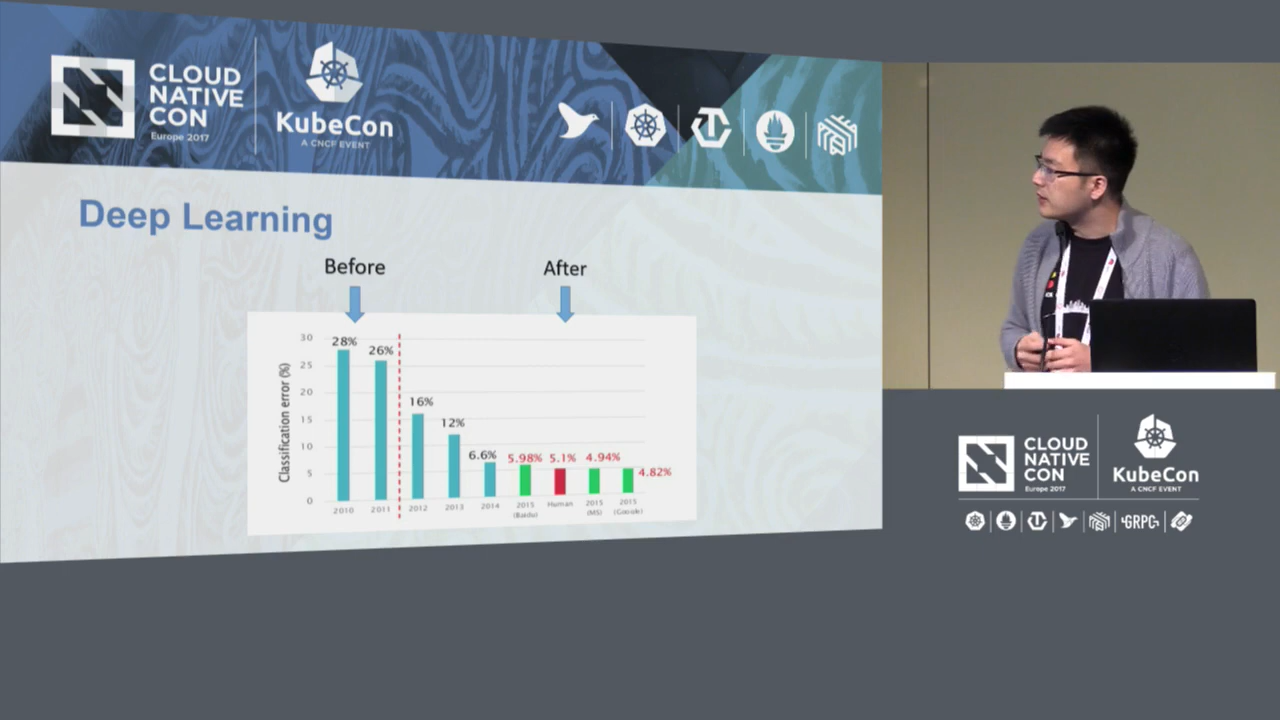 CLOUD
NATIVE
CON
Europe 2017
KubeCon
A CNCF EVENT
Deep Learning
Before
After
Classification error (%)
30
25
20
15
10
5
0
28%
26%
16%
12%
6.6%
5.98%
5.1%
4.94%
4.82%
2010
2011
2012
2013
2014
2015
(Baidu)
Human
2015
(MS)
2015
(Google)
CLOUD
NATIVE
CON
Europe 2017
KubeCon
A CNCF EVENT
GRPC